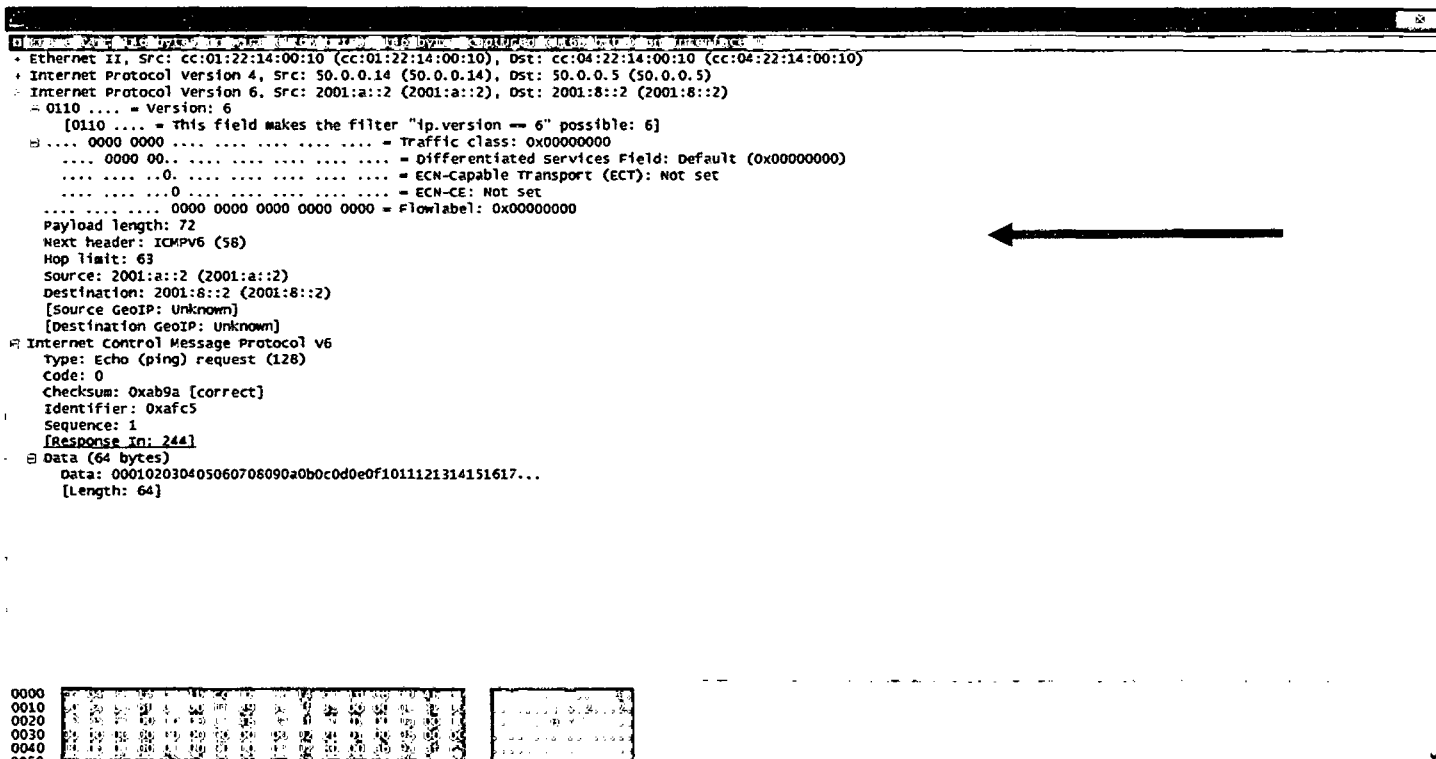 Ethernet II, Src: cc:01:22:14:00:10 (cc:01:22:14:00:10), Dst: cc:04:22:14:00:10 (cc:04:22:14:00:10)
Internet Protocol Version 4, Src: 50.0.0.14 (50.0.0.14), Dst: 50.0.0.5 (50.0.0.5)
Internet Protocol Version 6, Src: 2001:a::2 (2001:a::2), Dst: 2001:8::2 (2001:8::2)
0110 .... = Version: 6
[0110 .... = This field makes the filter "ip.version == 6" possible: 6]
.... 0000 0000 .... .... .... .... .... = Traffic class: 0x00000000
.... 0000 00.. .... .... .... .... .... = Differentiated Services Field: Default (0x00000000)
.... .... ..0. .... .... .... .... .... = ECN-Capable Transport (ECT): Not set
.... .... ...0 .... .... .... .... .... = ECN-CE: Not set
.... .... .... 0000 0000 0000 0000 0000 = Flowlabel: 0x00000000
Payload length: 72
Next header: ICMPV6 (58)
Hop limit: 63
Source: 2001:a::2 (2001:a::2)
Destination: 2001:8::2 (2001:8::2)
[Source GeoIP: Unknown]
[Destination GeoIP: Unknown]
Internet Control Message Protocol v6
Type: Echo (ping) request (128)
Code: 0
Checksum: 0xab9a [correct]
Identifier: 0xafc5
Sequence: 1
[Response In: 244]
Data (64 bytes)
Data: 000102030405060708090a0b0c0d0e0f1011121314151617...
[Length: 64]
0000
0010
0020
0030
0040